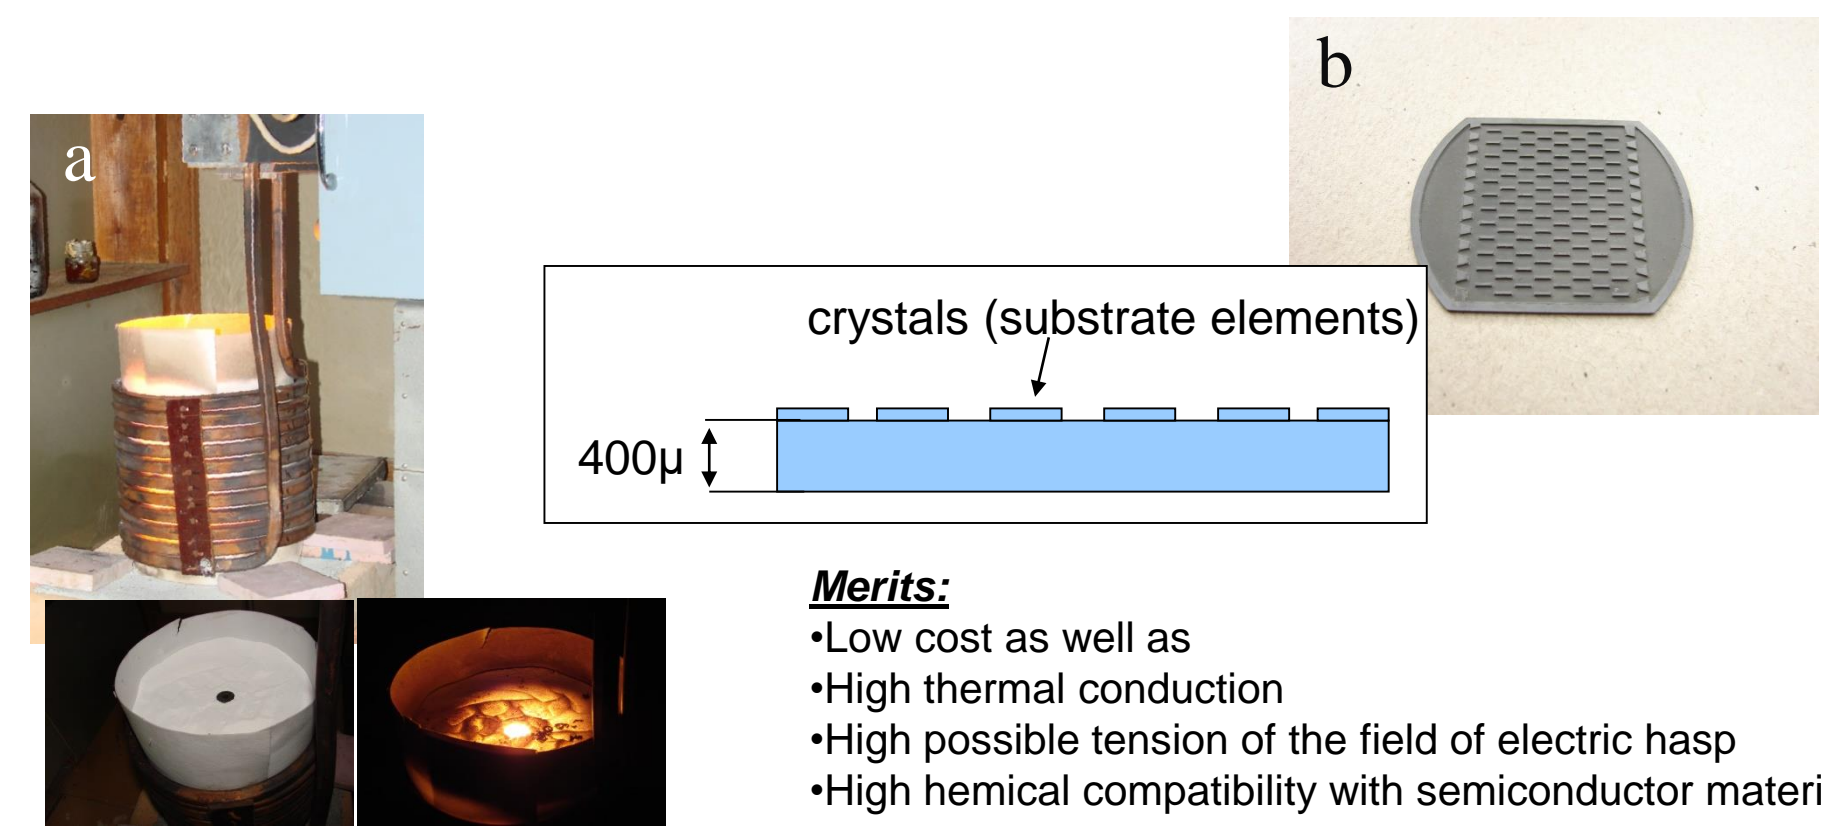 a
b
crystals (substrate elements)
400µ
Merits:
•Low cost as well as
•High thermal conduction
•High possible tension of the field of electric hasp
•High hemical compatibility with semiconductor materi